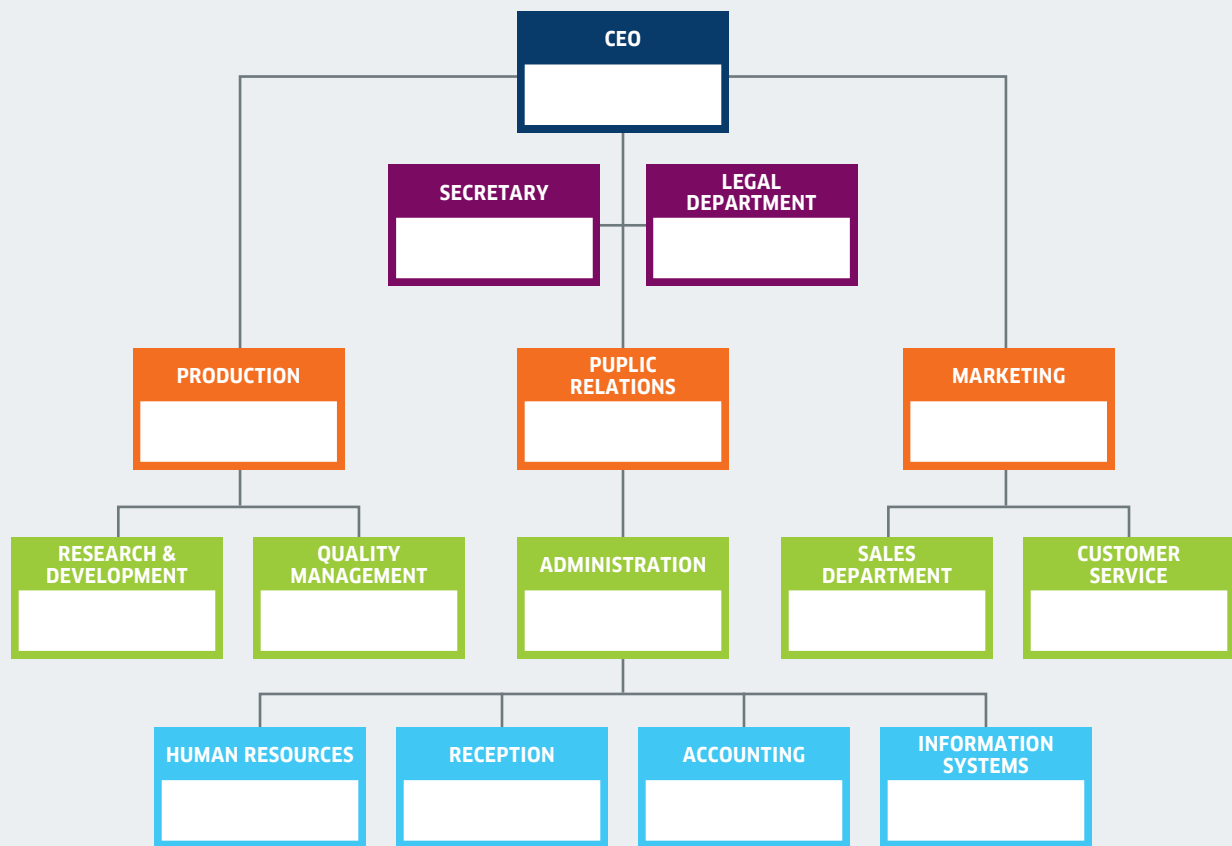 CEO
SECRETARY
LEGAL
DEPARTMENT
PRODUCTION
PUPLIC
RELATIONS
MARKETING
RESEARCH &
DEVELOPMENT
QUALITY
MANAGEMENT
ADMINISTRATION
SALES
DEPARTMENT
CUSTOMER
SERVICE
HUMAN RESOURCES
RECEPTION
ACCOUNTING
INFORMATION
SYSTEMS